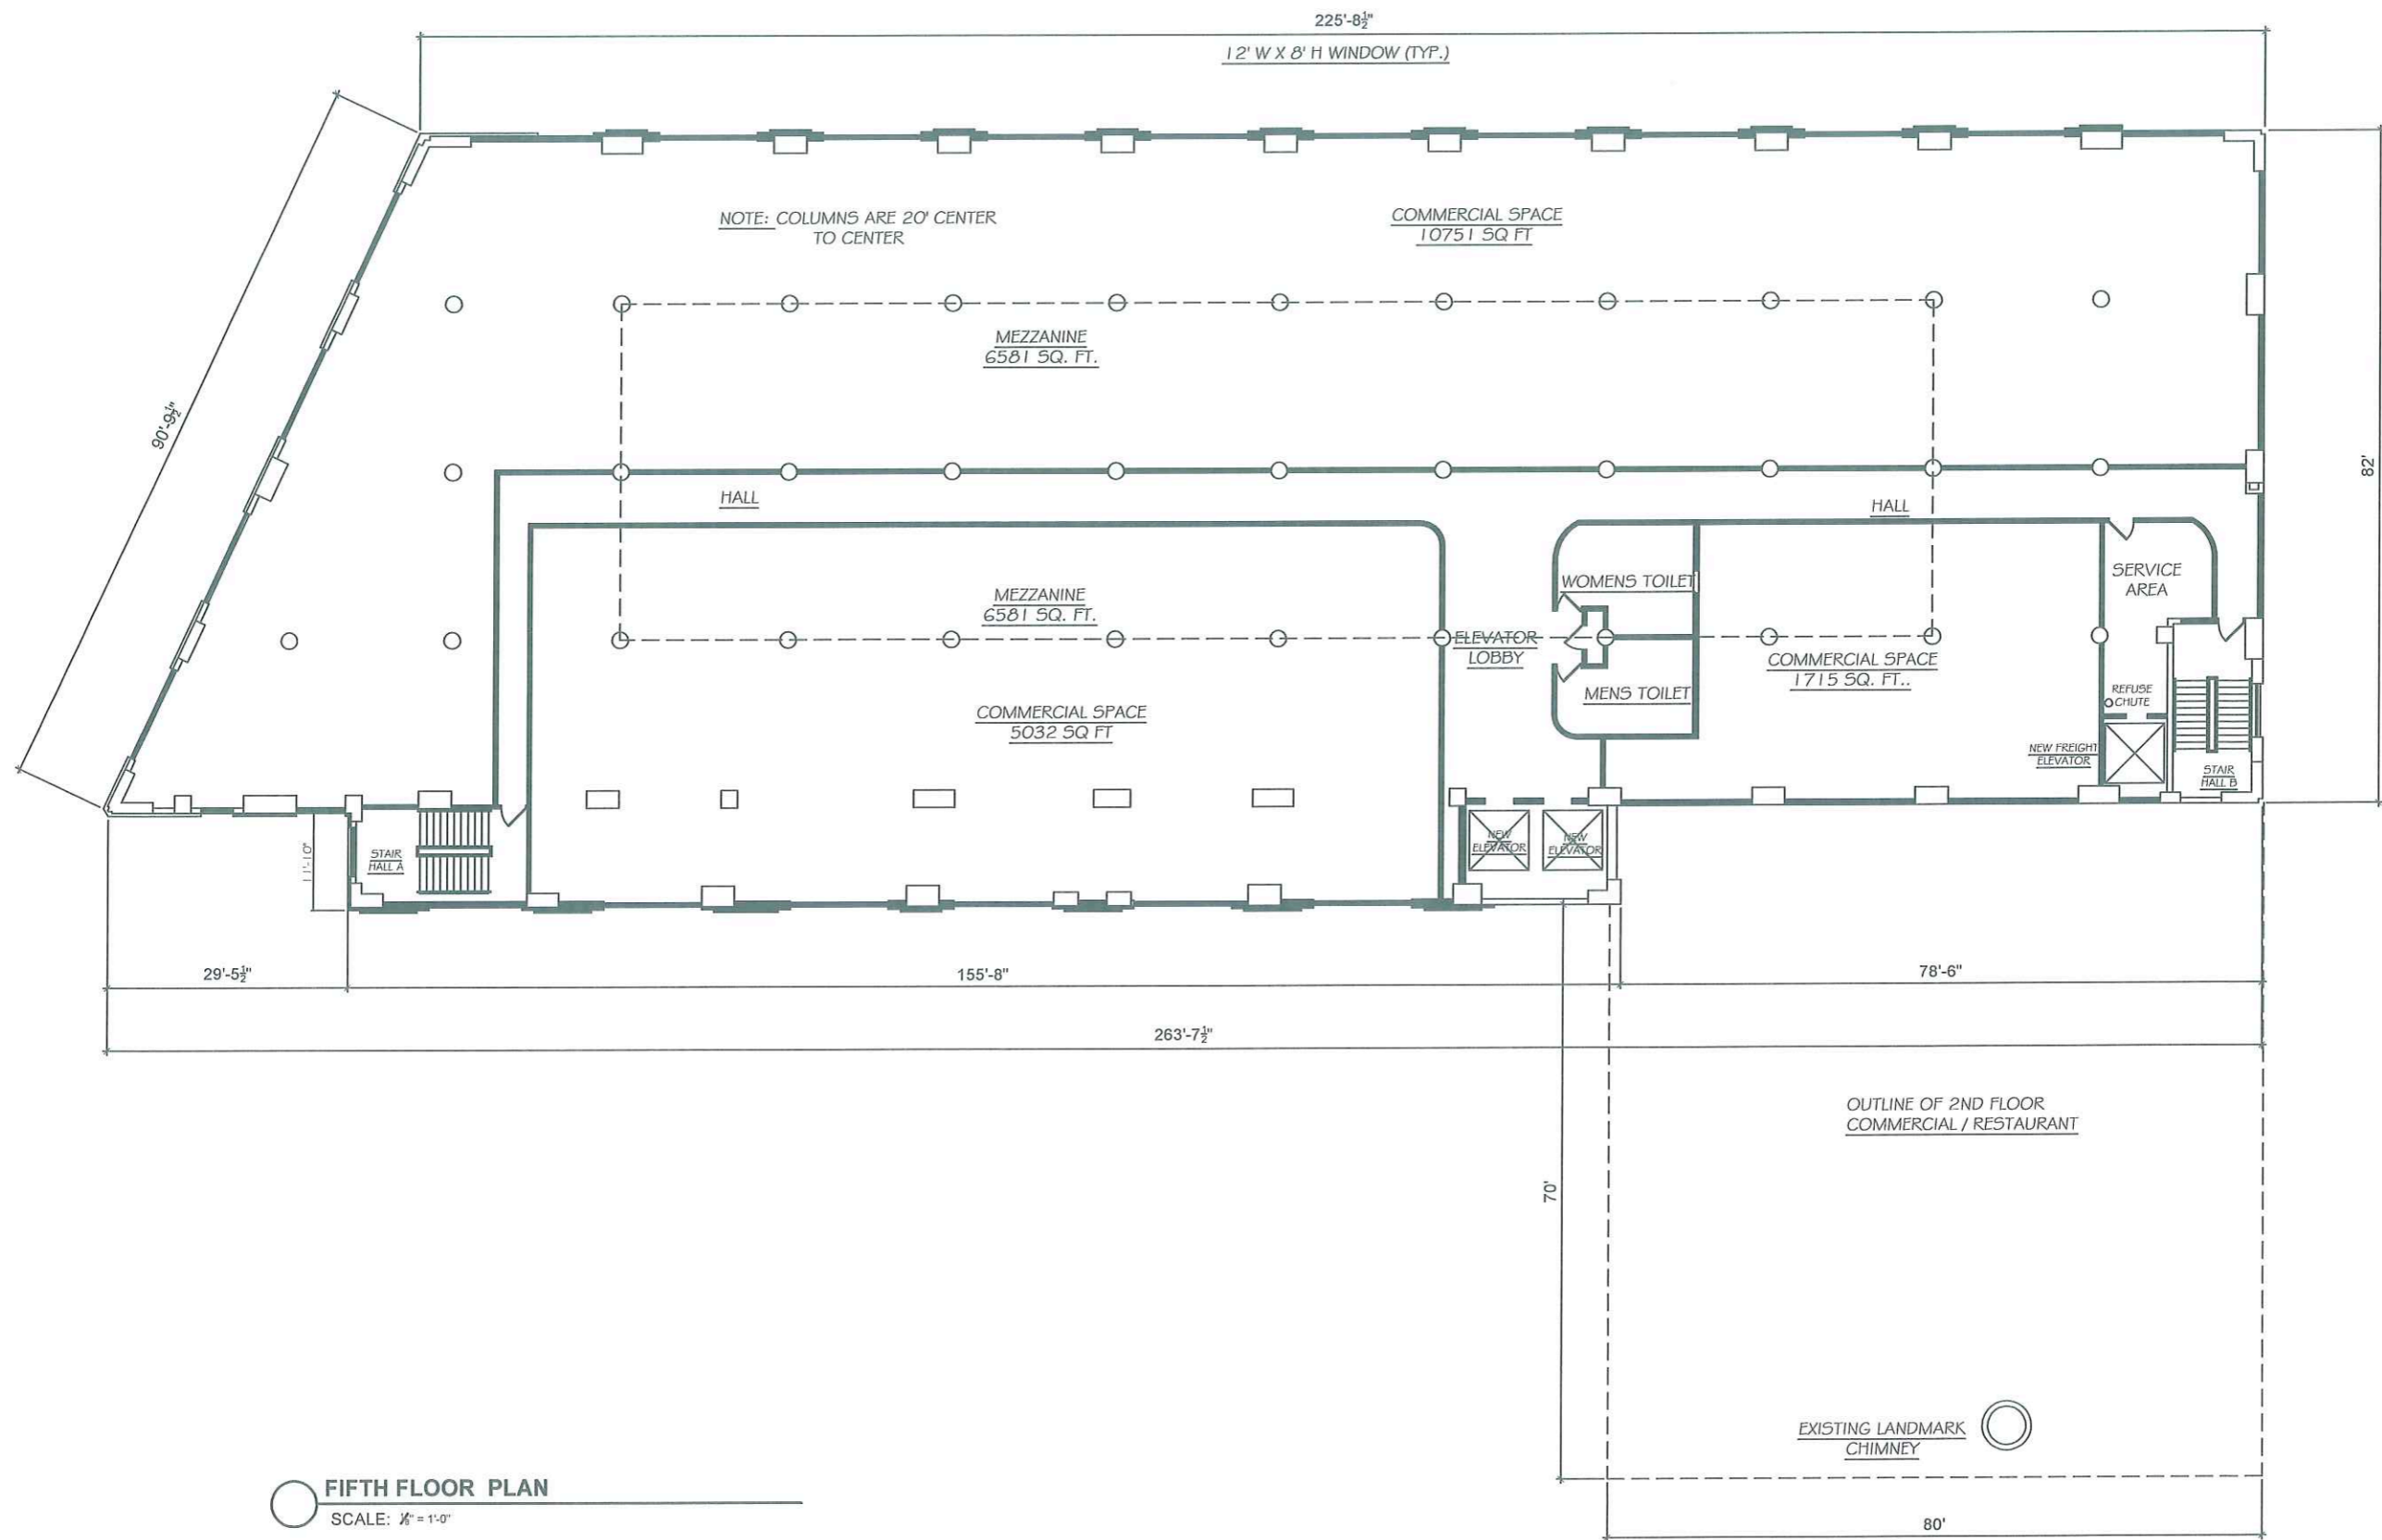 225'-8½"
12' W X 8' H WINDOW (TYP.)
NOTE: COLUMNS ARE 20' CENTER
TO CENTER
COMMERCIAL SPACE
10751 SQ FT
MEZZANINE
6581 SQ. FT.
90'-9½"
82'
HALL
HALL
MEZZANINE
6581 SQ. FT.
WOMENS TOILET
SERVICE
AREA
ELEVATOR
LOBBY
MENS TOILET
COMMERCIAL SPACE
1715 SQ. FT..
COMMERCIAL SPACE
5032 SQ FT
REFUSE
CHUTE
NEW FREIGHT
ELEVATOR
STAIR
HALL B
STAIR
HALL A
11'-10"
NEW
ELEVATOR
NEW
ELEVATOR
29'-5½"
155'-8"
78'-6"
263'-7½"
OUTLINE OF 2ND FLOOR
COMMERCIAL / RESTAURANT
70'
EXISTING LANDMARK
CHIMNEY
80'
FIFTH FLOOR PLAN
SCALE: ⅛" = 1'-0"